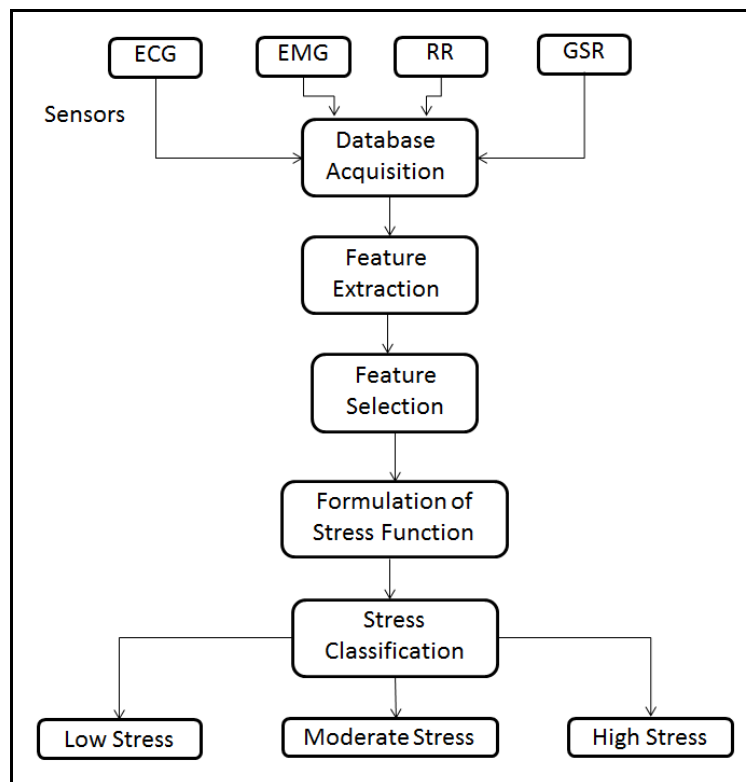 ECG
EMG
RR
GSR
Sensors
Database
Acquisition
Feature
Extraction
Feature
Selection
Formulation of
Stress Function
Stress
Classification
Low Stress
Moderate Stress
High Stress